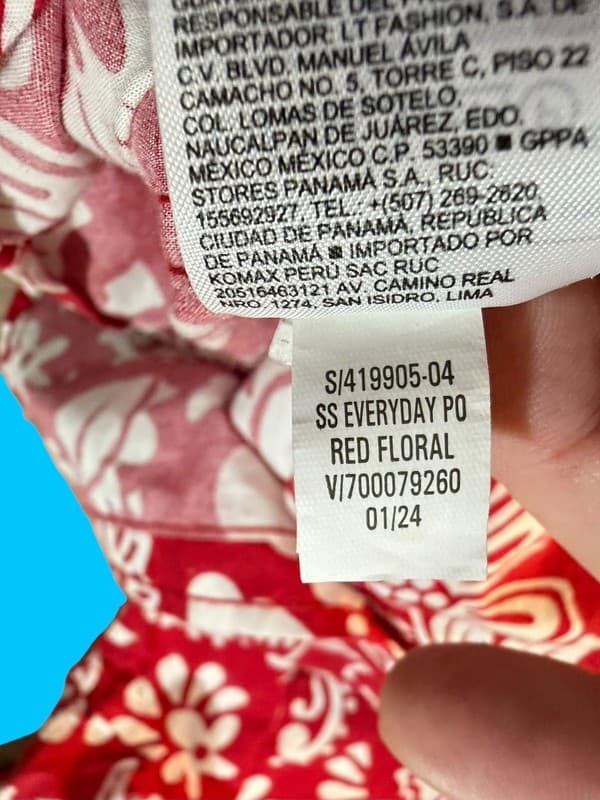 RESPONSABLE DEL
IMPORTADOR: LT FASHION, S.A. DE
C.V. BLVD. MANUEL ÁVILA
CAMACHO NO. 5, TORRE C, PISO 22
COL. LOMAS DE SOTELO,
NAUCALPAN DE JUÁREZ, EDO.
MÉXICO MÉXICO C.P. 53390 ■ GPPA
STORES PANAMÁ S.A. RUC:
155692927. TEL.: +(507) 269-2620,
CIUDAD DE PANAMÁ, REPÚBLICA
DE PANAMÁ ■ IMPORTADO POR
KOMAX PERU SAC RUC
20516463121 AV. CAMINO REAL
NRO. 1274, SAN ISIDRO, LIMA
S/419905-04
SS EVERYDAY PO
RED FLORAL
V/700079260
01/24